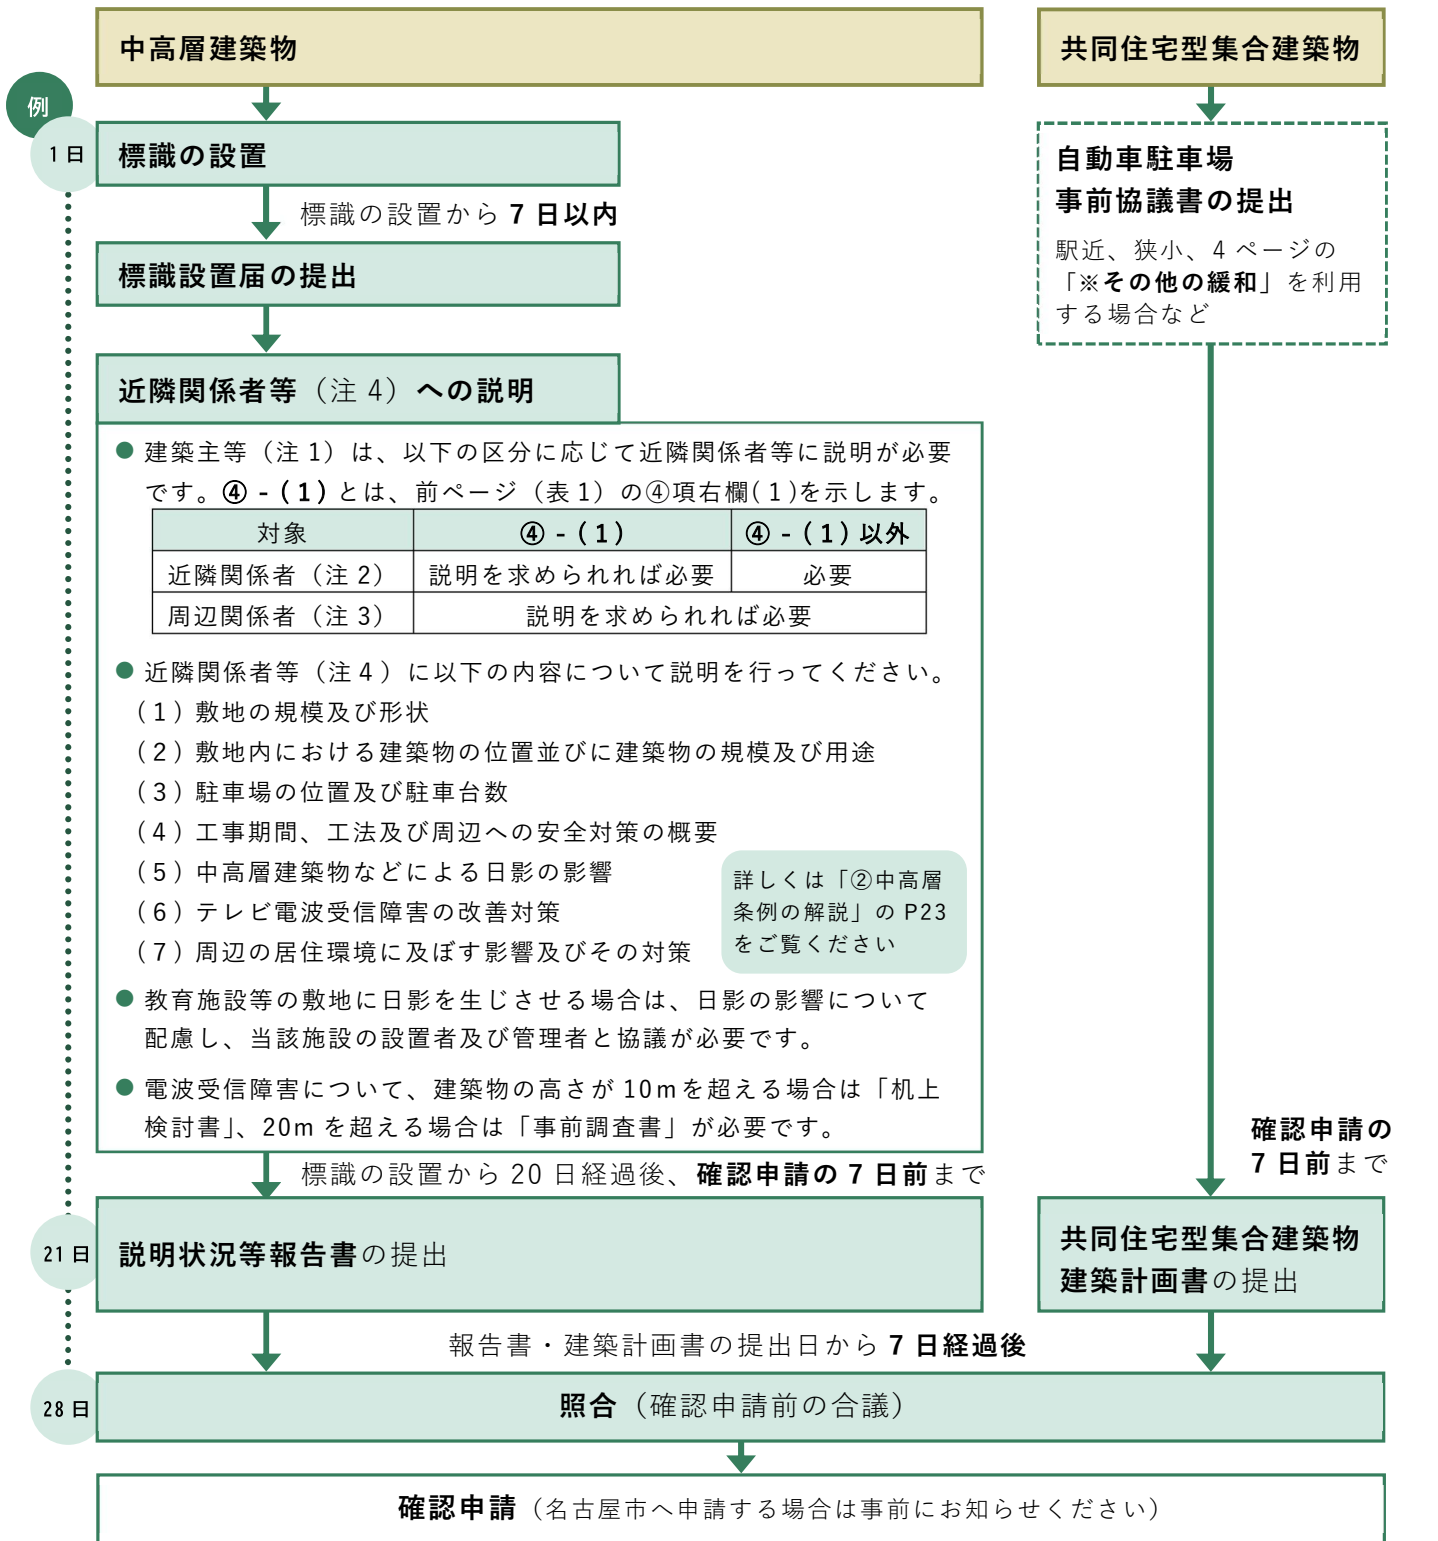 中高層建築物
例
1日
標識の設置
標識の設置から 7 日以内
標識設置届の提出
近隣関係者等（注 4）への説明
● 建築主等（注 1）は、以下の区分に応じて近隣関係者等に説明が必要
です。④ - ( 1 ) とは、前ページ（表 1）の④項右欄( 1 )を示します。
対象 ④ - ( 1 ) ④ - ( 1 ) 以外
近隣関係者（注 2） 説明を求められれば必要 必要
周辺関係者（注 3） 説明を求められれば必要
● 近隣関係者等（注 4 ）に以下の内容について説明を行ってください。
( 1 ) 敷地の規模及び形状
( 2 ) 敷地内における建築物の位置並びに建築物の規模及び用途
( 3 ) 駐車場の位置及び駐車台数
( 4 ) 工事期間、工法及び周辺への安全対策の概要
( 5 ) 中高層建築物などによる日影の影響
( 6 ) テレビ電波受信障害の改善対策
( 7 ) 周辺の居住環境に及ぼす影響及びその対策
詳しくは「②中高層
条例の解説」の P23
をご覧ください
● 教育施設等の敷地に日影を生じさせる場合は、日影の影響について
配慮し、当該施設の設置者及び管理者と協議が必要です。
● 電波受信障害について、建築物の高さが 10mを超える場合は「机上
検討書」、20m を超える場合は「事前調査書」が必要です。
標識の設置から 20 日経過後、確認申請の 7 日前まで
21 日
説明状況等報告書の提出
共同住宅型集合建築物
自動車駐車場
事前協議書の提出
駅近、狭小、4 ページの
「※その他の緩和」を利用
する場合など
確認申請の
7 日前まで
共同住宅型集合建築物
建築計画書の提出
報告書・建築計画書の提出日から 7 日経過後
28 日
照合（確認申請前の合議）
確認申請（名古屋市へ申請する場合は事前にお知らせください）